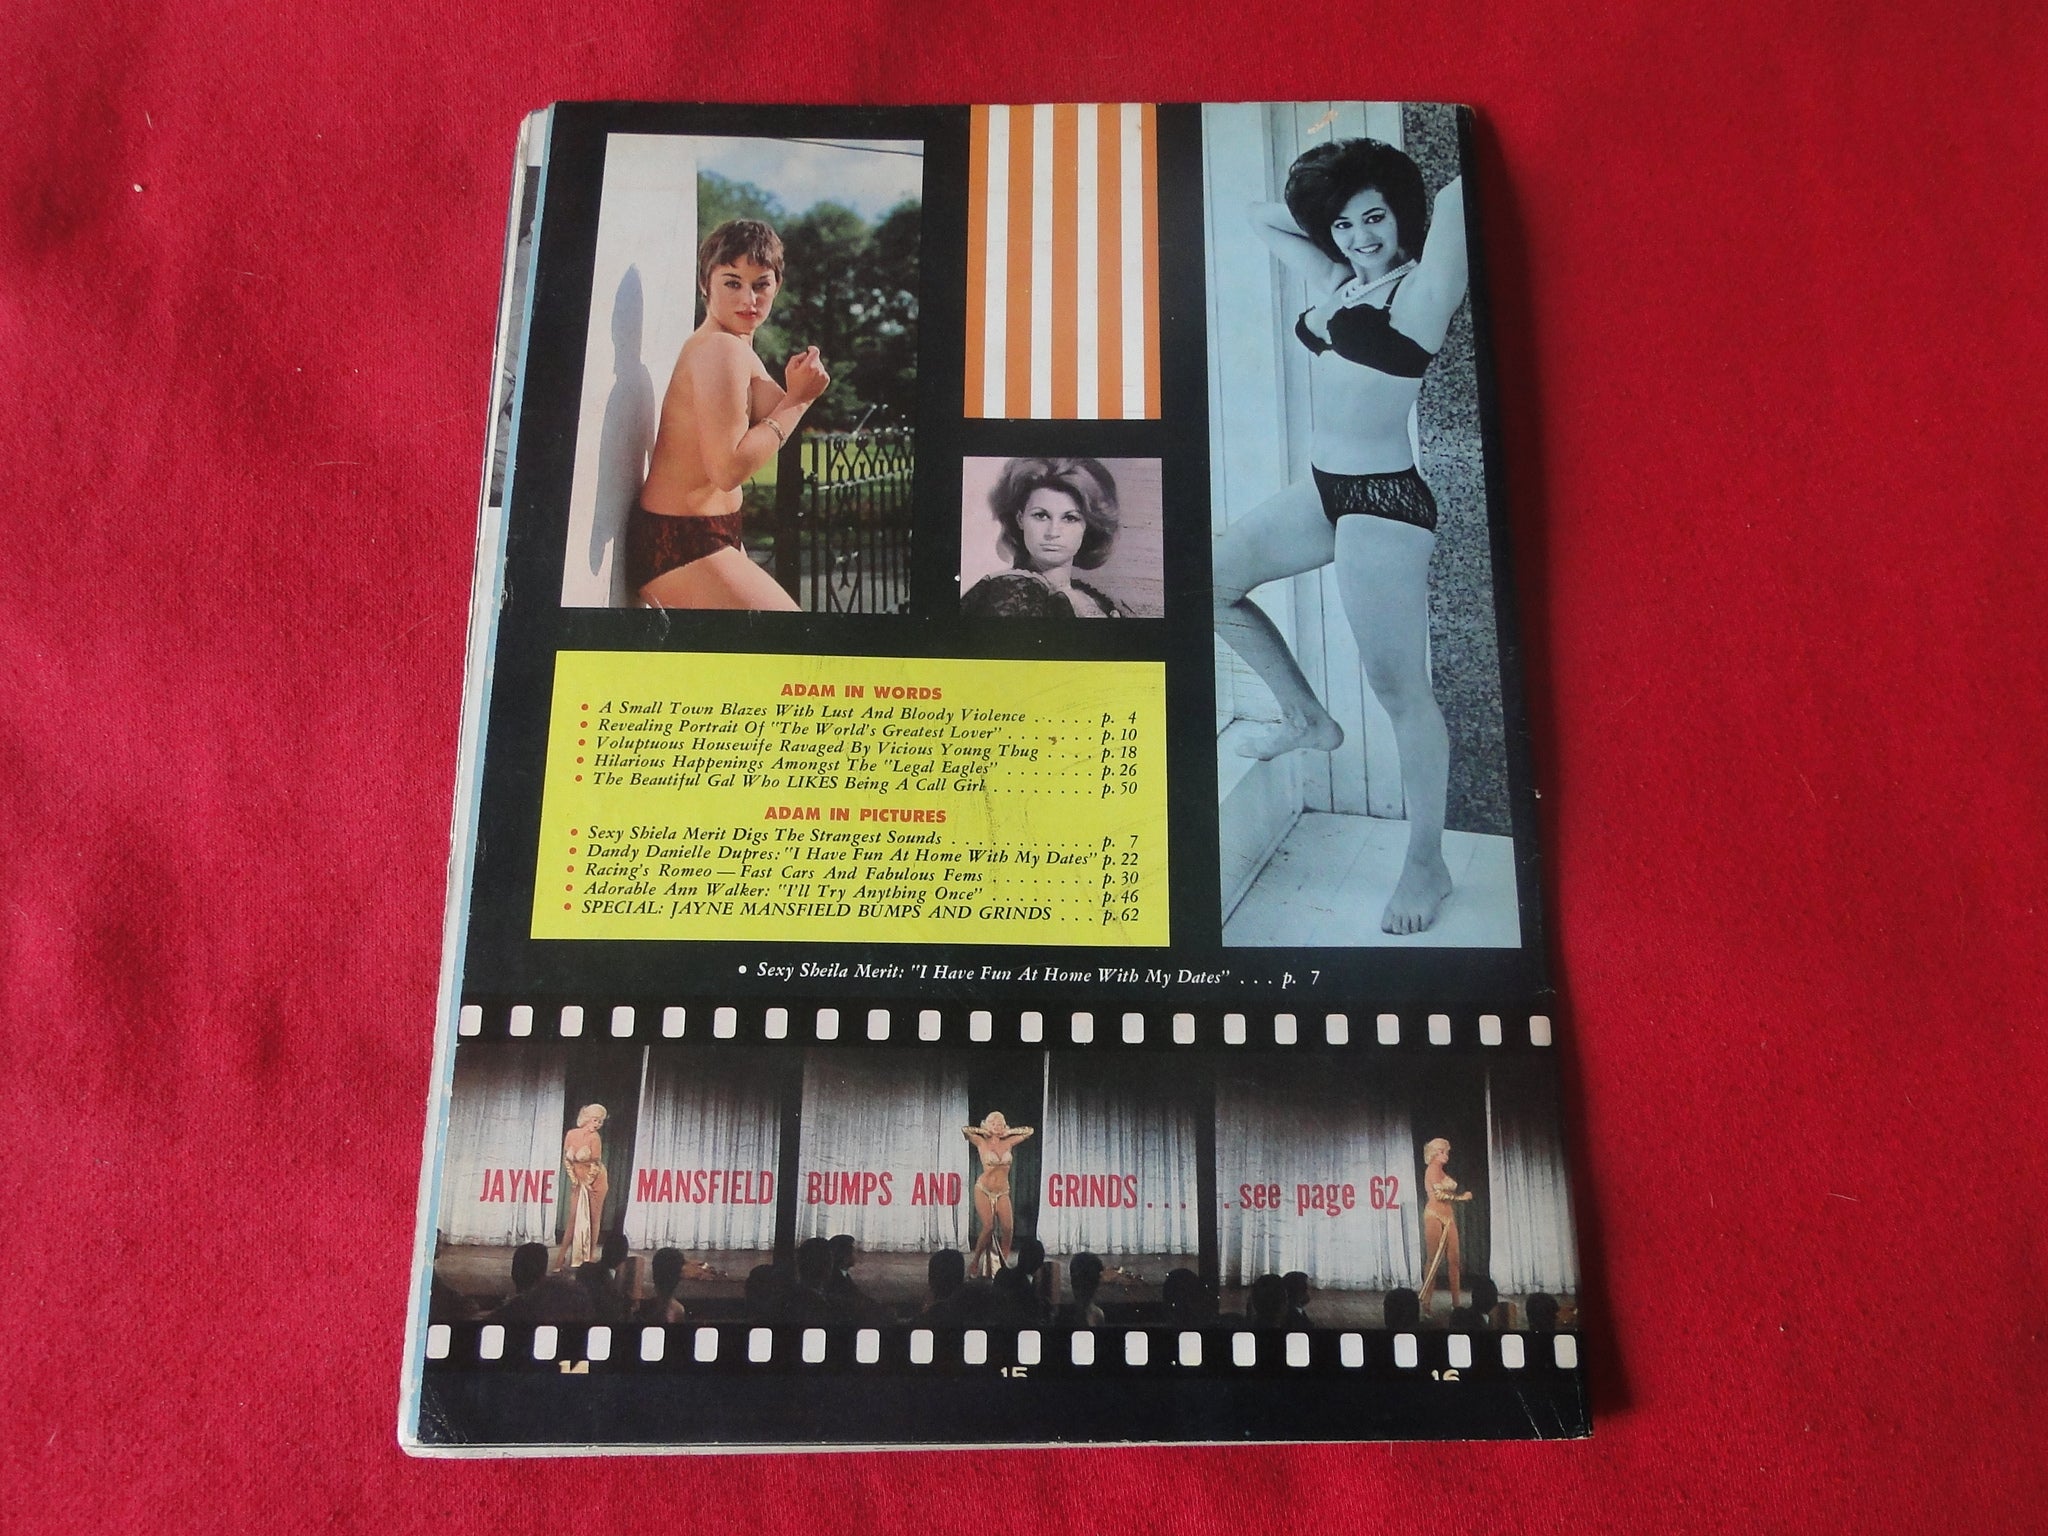 ADAM IN WORDS
• A Small Town Blazes With Lust And Bloody Violence . . . . . p. 4
• Revealing Portrait Of "The World's Greatest Lover" . . . . . . . p. 10
• Voluptuous Housewife Ravaged By Vicious Young Thug . . . . p. 18
• Hilarious Happenings Amongst The "Legal Eagles" . . . . . . . p. 26
• The Beautiful Gal Who LIKES Being A Call Girl . . . . . . . . p. 50
ADAM IN PICTURES
• Sexy Shiela Merit Digs The Strangest Sounds . . . . . . . . . . . p. 7
• Dandy Danielle Dupres: "I Have Fun At Home With My Dates" p. 22
• Racing's Romeo — Fast Cars And Fabulous Fems . . . . . . . . p. 30
• Adorable Ann Walker: "I'll Try Anything Once" . . . . . . . . p. 46
• SPECIAL: JAYNE MANSFIELD BUMPS AND GRINDS . . . p. 62
• Sexy Sheila Merit: "I Have Fun At Home With My Dates" . . . p. 7
JAYNE MANSFIELD BUMPS AND GRINDS . . . . see page 62
14 15 16